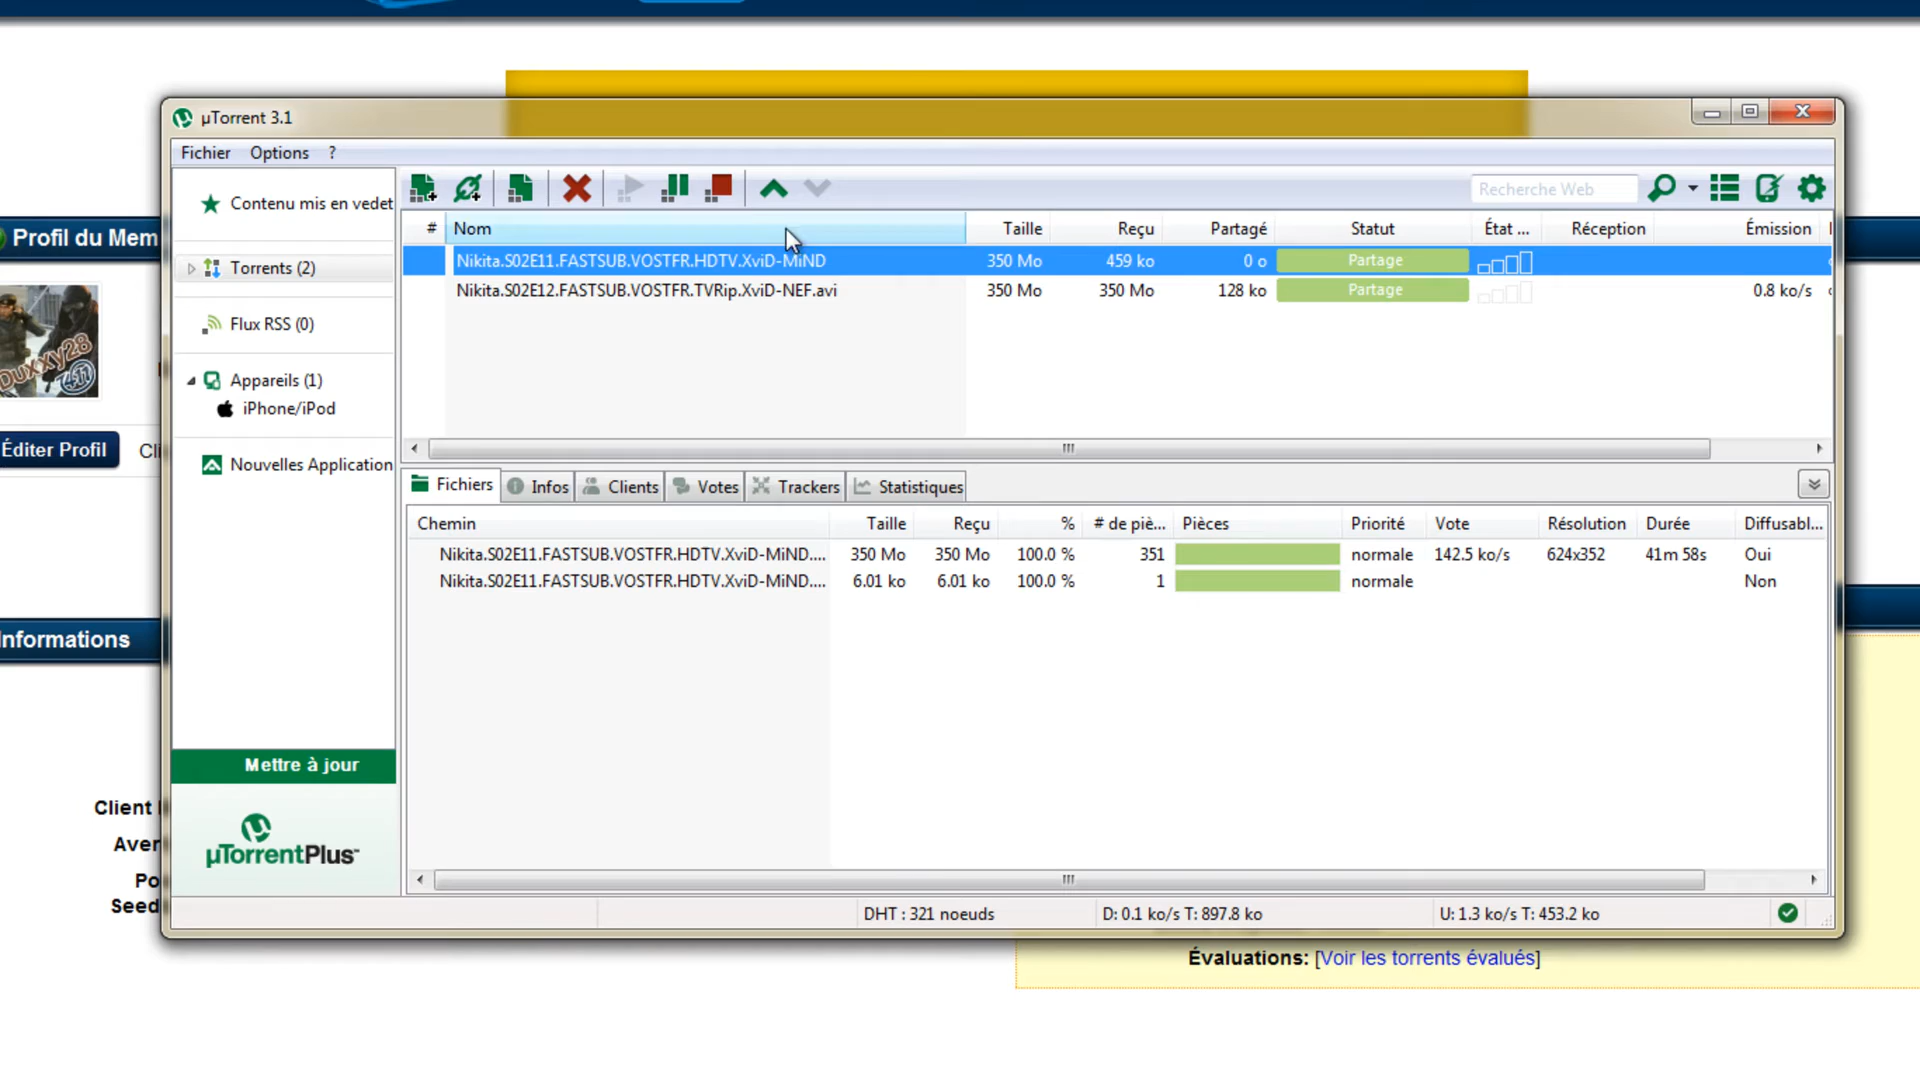 µTorrent 3.1
Fichier Options ?
Recherche Web
Contenu mis en vedet
Torrents (2)
Flux RSS (0)
Appareils (1)
iPhone/iPod
Nouvelles Application
Mettre à jour
µTorrentPlus
# Nom Taille Reçu Partagé Statut État ... Réception Émission
Nikita.S02E11.FASTSUB.VOSTFR.HDTV.XviD-MiND 350 Mo 459 ko 0 o Partage
Nikita.S02E12.FASTSUB.VOSTFR.TVRip.XviD-NEF.avi 350 Mo 350 Mo 128 ko Partage 0.8 ko/s
Fichiers Infos Clients Votes Trackers Statistiques
Chemin Taille Reçu % # de piè... Pièces Priorité Vote Résolution Durée Diffusabl...
Nikita.S02E11.FASTSUB.VOSTFR.HDTV.XviD-MiND.... 350 Mo 350 Mo 100.0 % 351 normale 142.5 ko/s 624x352 41m 58s Oui
Nikita.S02E11.FASTSUB.VOSTFR.HDTV.XviD-MiND.... 6.01 ko 6.01 ko 100.0 % 1 normale Non
DHT : 321 noeuds D: 0.1 ko/s T: 897.8 ko U: 1.3 ko/s T: 453.2 ko
Profil du Mem
Duxxy28
Éditer Profil Cli
Informations
Client
Aver
Po
Seed
Évaluations: [Voir les torrents évalués]